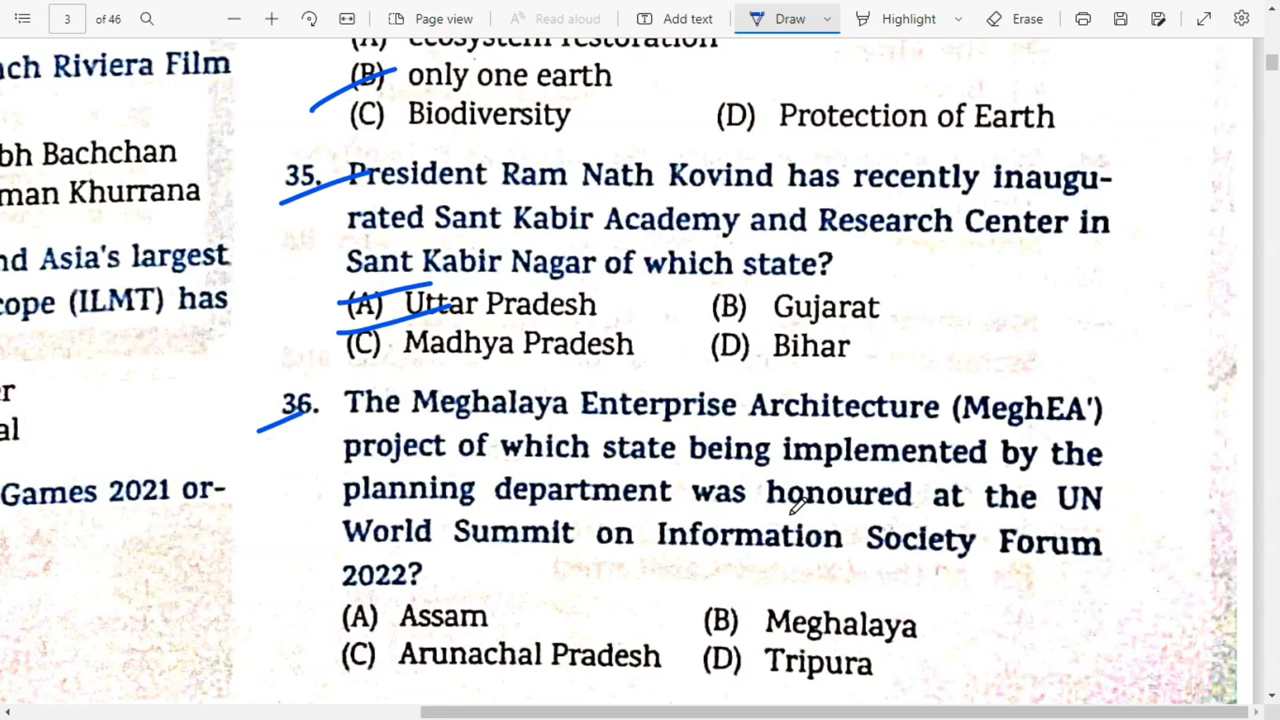 3 of 46 Page view Read aloud Add text Draw Highlight Erase
ach Riviera Film
bh Bachchan
man Khurrana
nd Asia's largest
cope (ILMT) has
er
al
Games 2021 or-
(A) ecosystem restoration
(B) only one earth
(C) Biodiversity (D) Protection of Earth
35. President Ram Nath Kovind has recently inaugu-
rated Sant Kabir Academy and Research Center in
Sant Kabir Nagar of which state?
(A) Uttar Pradesh (B) Gujarat
(C) Madhya Pradesh (D) Bihar
36. The Meghalaya Enterprise Architecture (MeghEA')
project of which state being implemented by the
planning department was honoured at the UN
World Summit on Information Society Forum
2022?
(A) Assam (B) Meghalaya
(C) Arunachal Pradesh (D) Tripura